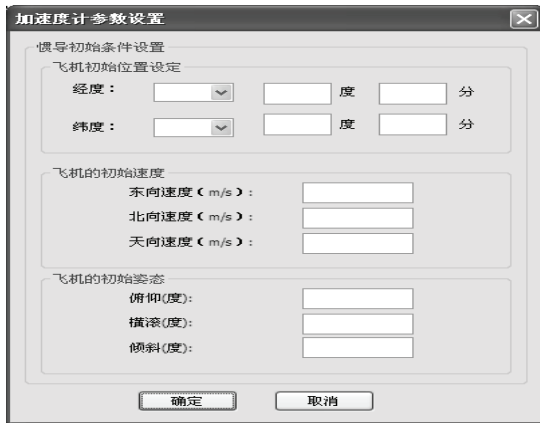 加速度计参数设置
惯导初始条件设置
飞机初始位置设定
经度： 度 分
纬度： 度 分
飞机的初始速度
东向速度（m/s）:
北向速度（m/s）:
天向速度（m/s）:
飞机的初始姿态
俯仰(度):
横滚(度):
倾斜(度):
确定 取消